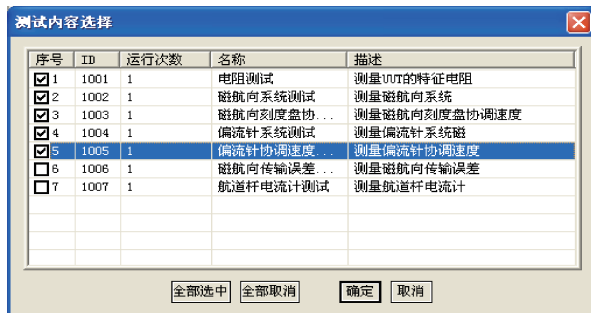 测试内容选择
序号 ID 运行次数 名称 描述
1 1001 1 电阻测试 测量UUT的特征电阻
2 1002 1 磁航向系统测试 测量磁航向系统
3 1003 1 磁航向刻度盘协... 测量磁航向刻度盘协调速度
4 1004 1 偏流针系统测试 测量偏流针系统磁
5 1005 1 偏流针协调速度... 测量偏流针协调速度
6 1006 1 磁航向传输误差... 测量磁航向传输误差
7 1007 1 航道杆电流计测试 测量航道杆电流计
全部选中 全部取消 确定 取消